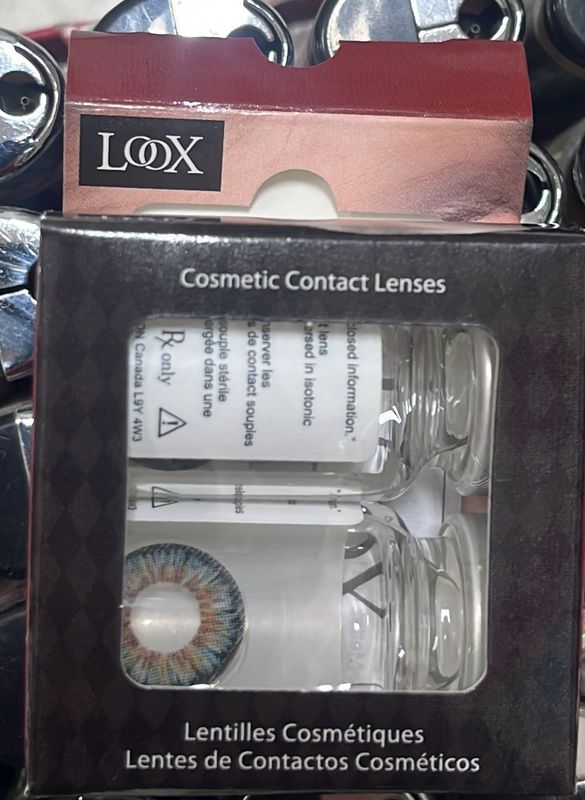 LOOX
Cosmetic Contact Lenses
closed information."
t lens
ersed in isotonic
nserver les
s de contact souples
ouple stérile
ergée dans une
Rx only
ON Canada L9Y 4W3
Lentilles Cosmétiques
Lentes de Contactos Cosméticos